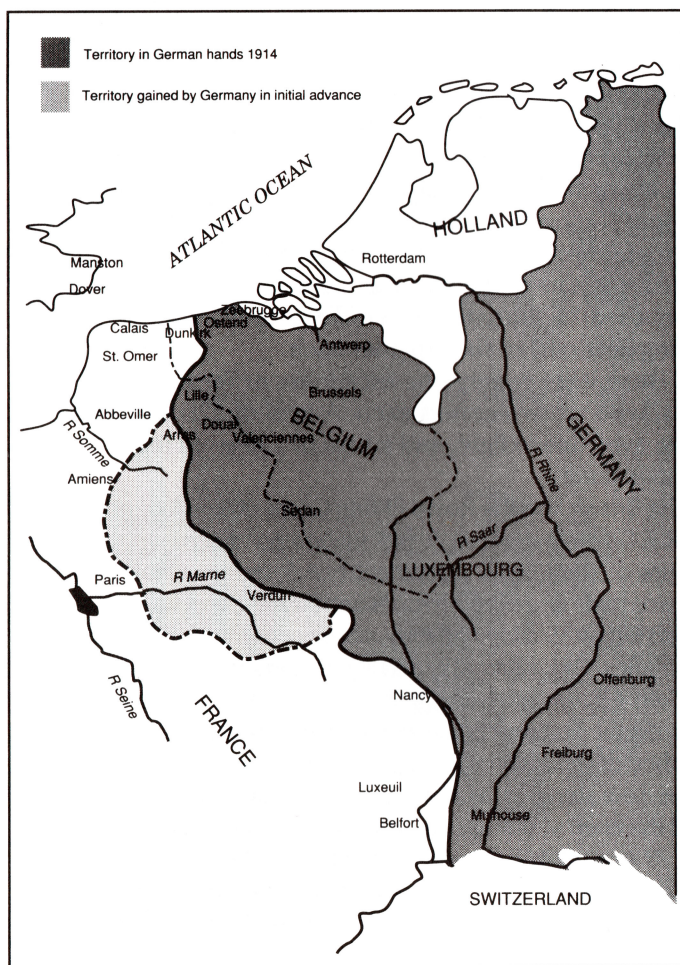 Territory in German hands 1914
Territory gained by Germany in initial advance
ATLANTIC OCEAN
HOLLAND
Manston
Rotterdam
Dover
Zeebrugge
Ostand
Calais
Dunkirk
Antwerp
St. Omer
Brussels
Lille
Abbeville
Douai
BELGIUM
GERMANY
Arras
Valenciennes
R Somme
R Rhine
Amiens
Sedan
R Saar
LUXEMBOURG
Paris
R Marne
Verdun
R Seine
Nancy
Offenburg
FRANCE
Freiburg
Luxeuil
Belfort
Mulhouse
SWITZERLAND